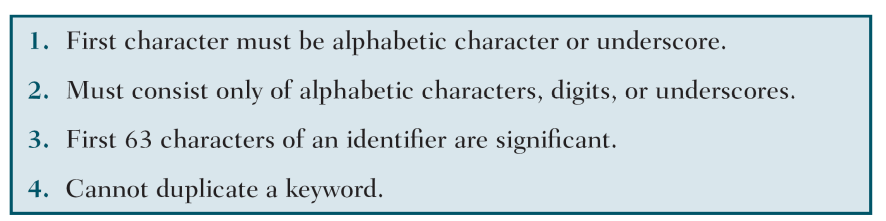 1. First character must be alphabetic character or underscore.
2. Must consist only of alphabetic characters, digits, or underscores.
3. First 63 characters of an identifier are significant.
4. Cannot duplicate a keyword.